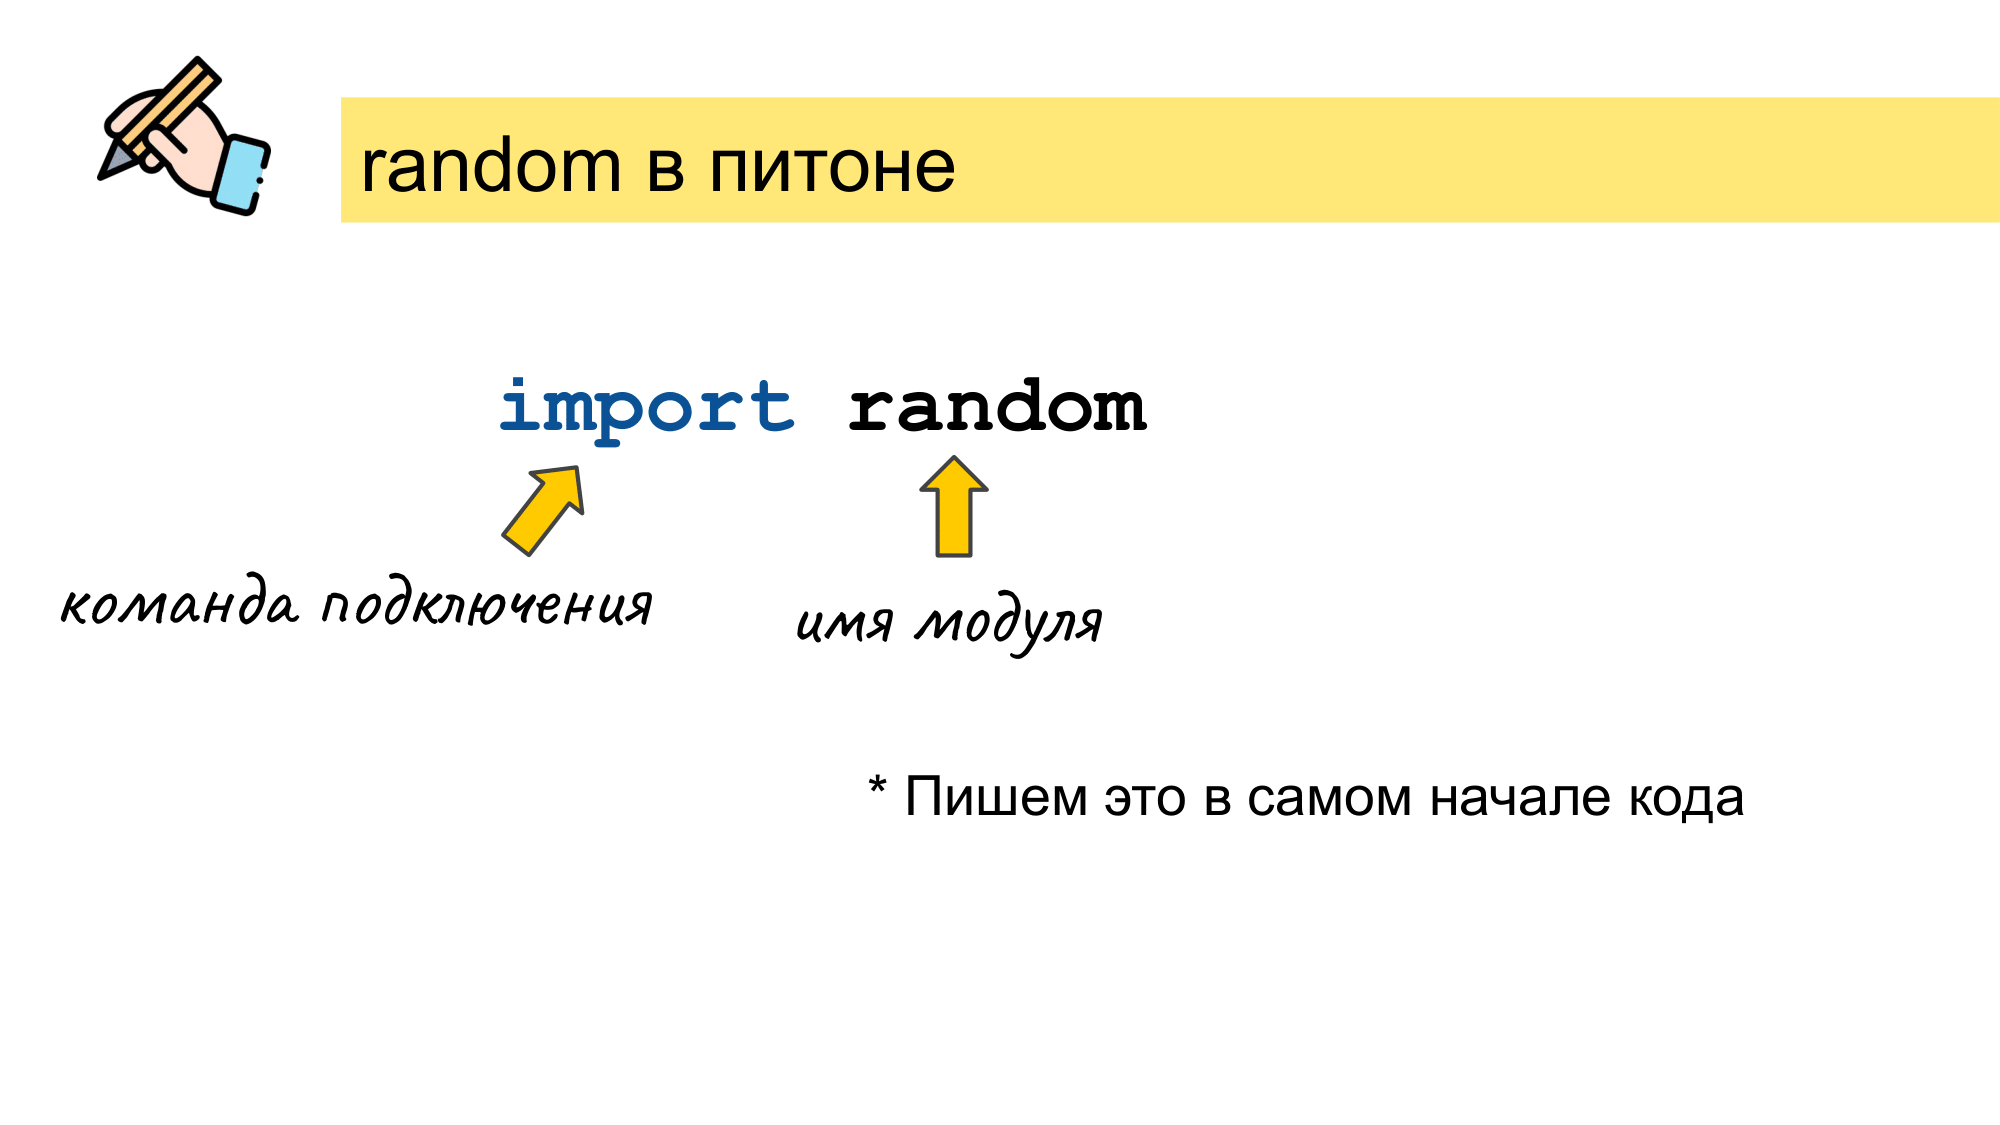 random в питоне
import random
команда подключения
имя модуля
* Пишем это в самом начале кода